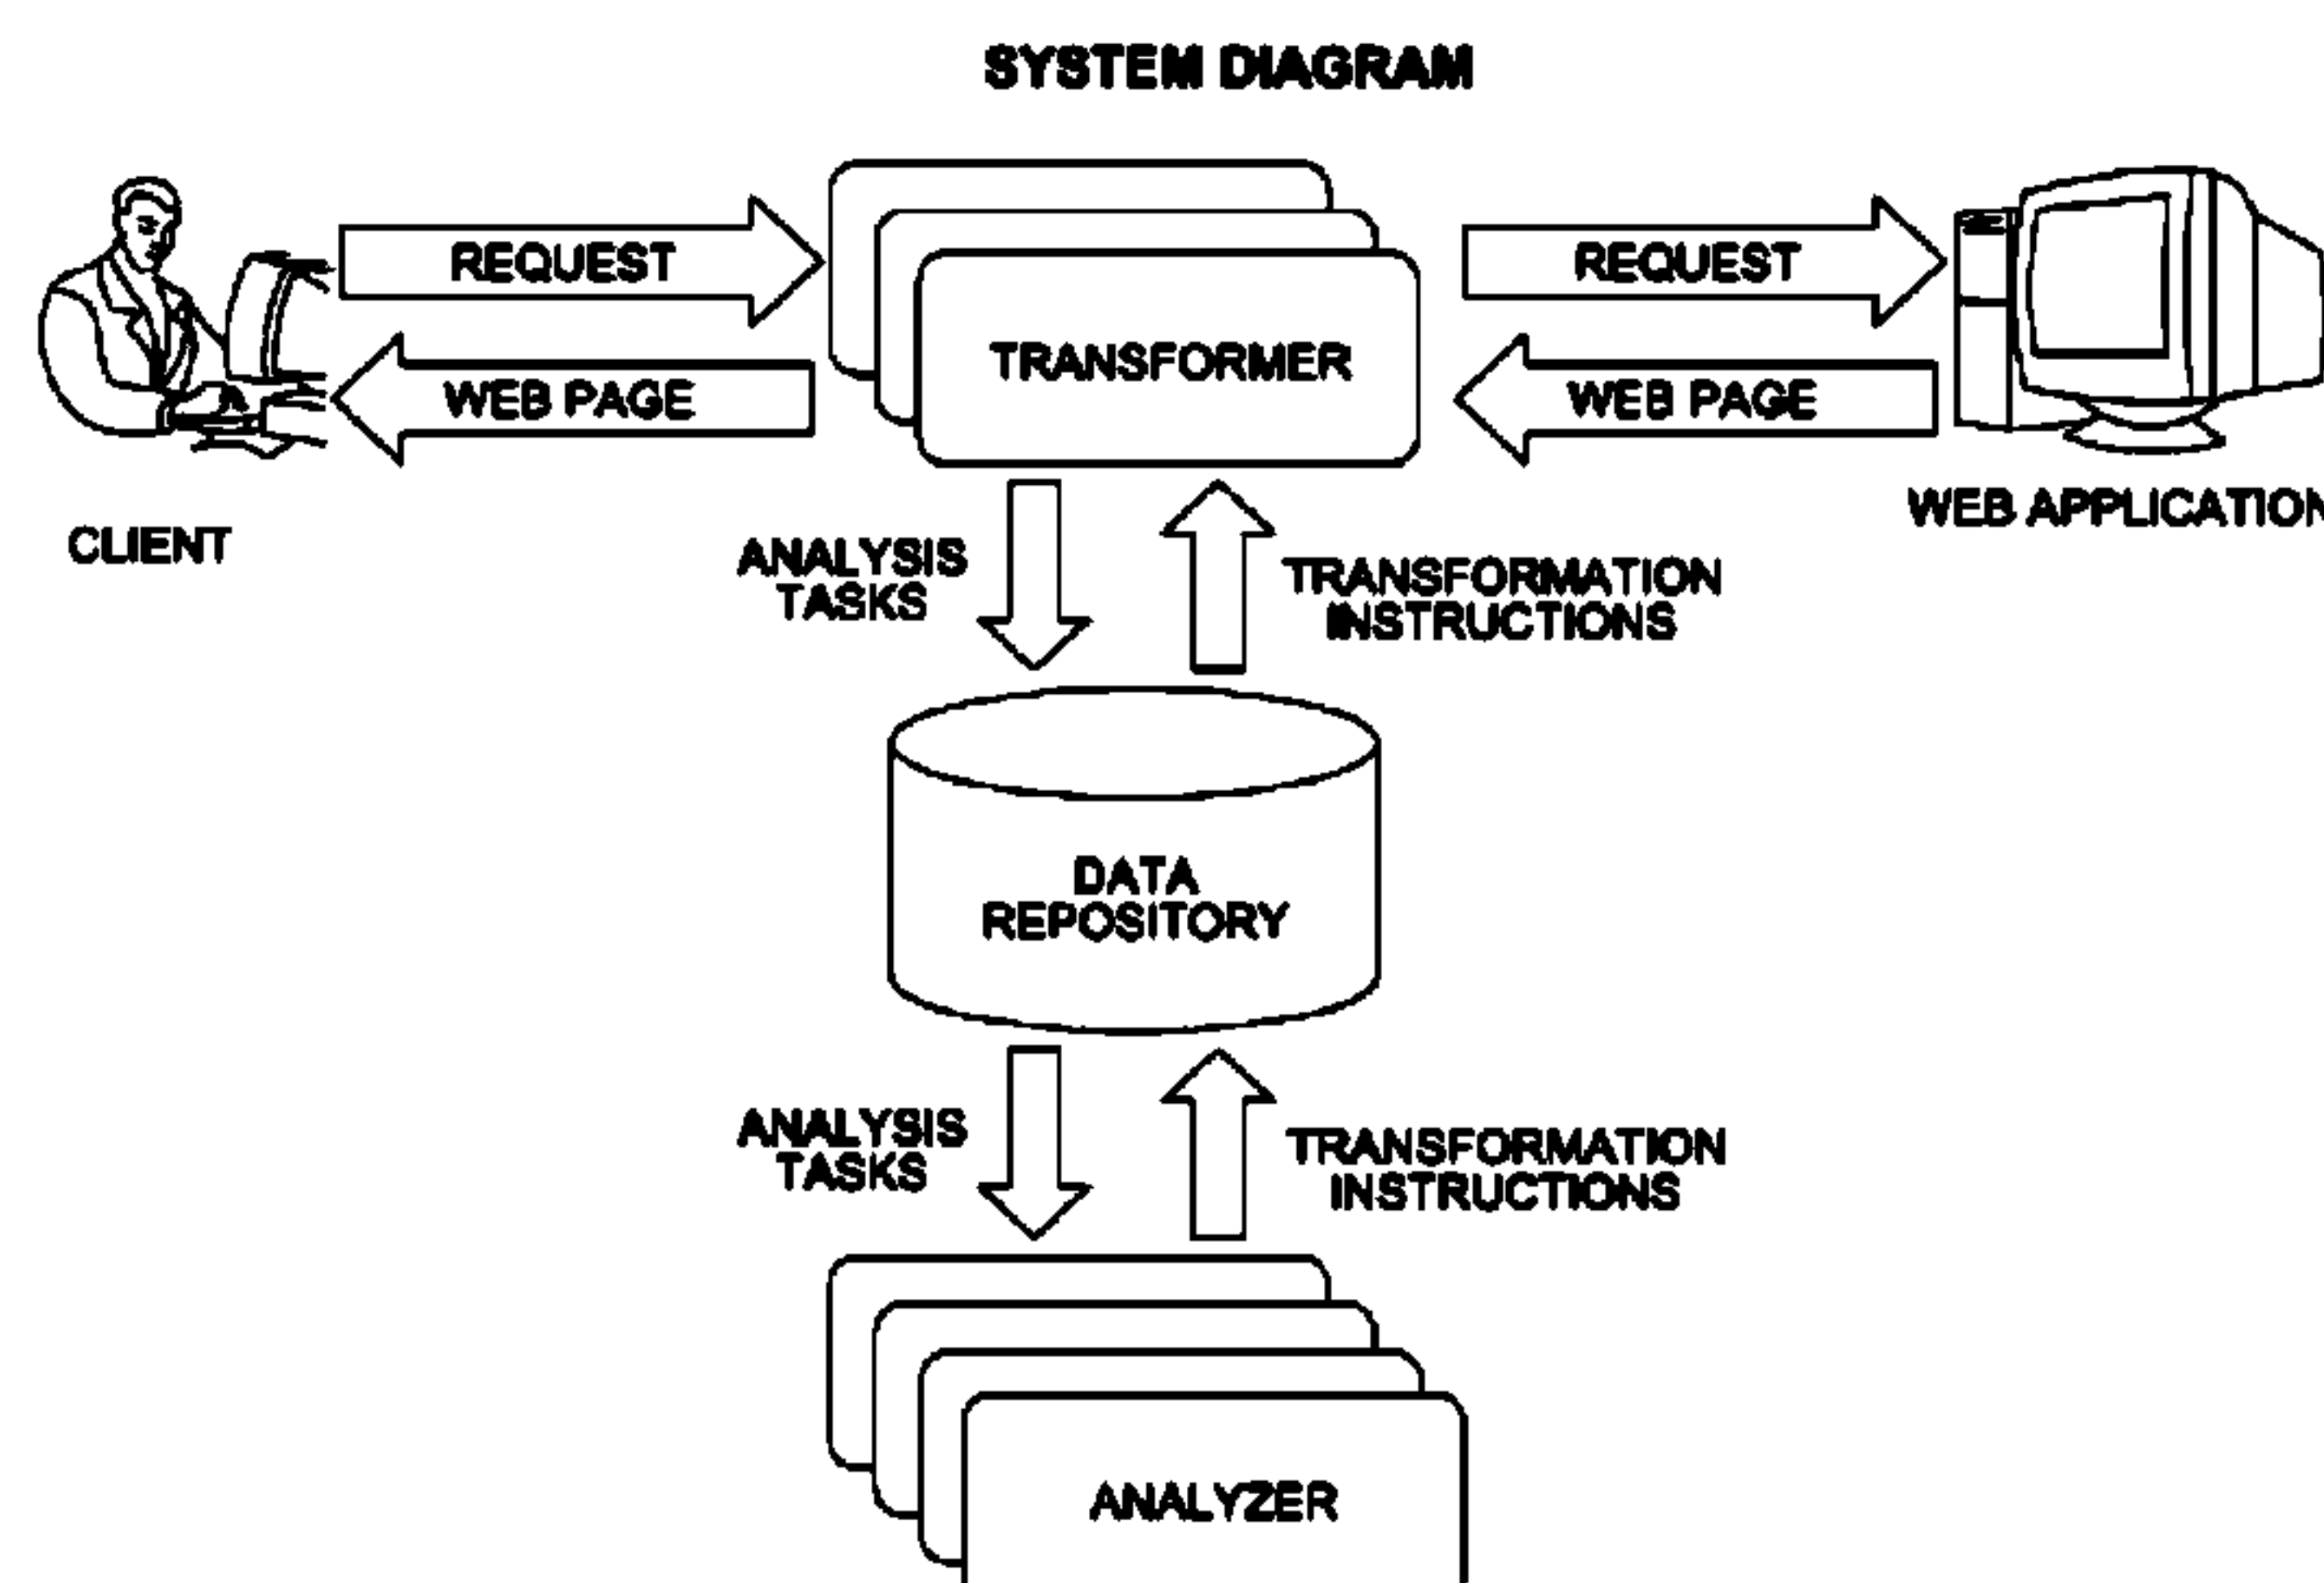 SYSTEM DIAGRAM
REQUEST
REQUEST
TRANSFORMER
WEB PAGE
WEB PAGE
CLIENT
WEB APPLICATION
ANALYSIS
TASKS
TRANSFORMATION
INSTRUCTIONS
DATA
REPOSITORY
ANALYSIS
TASKS
TRANSFORMATION
INSTRUCTIONS
ANALYZER